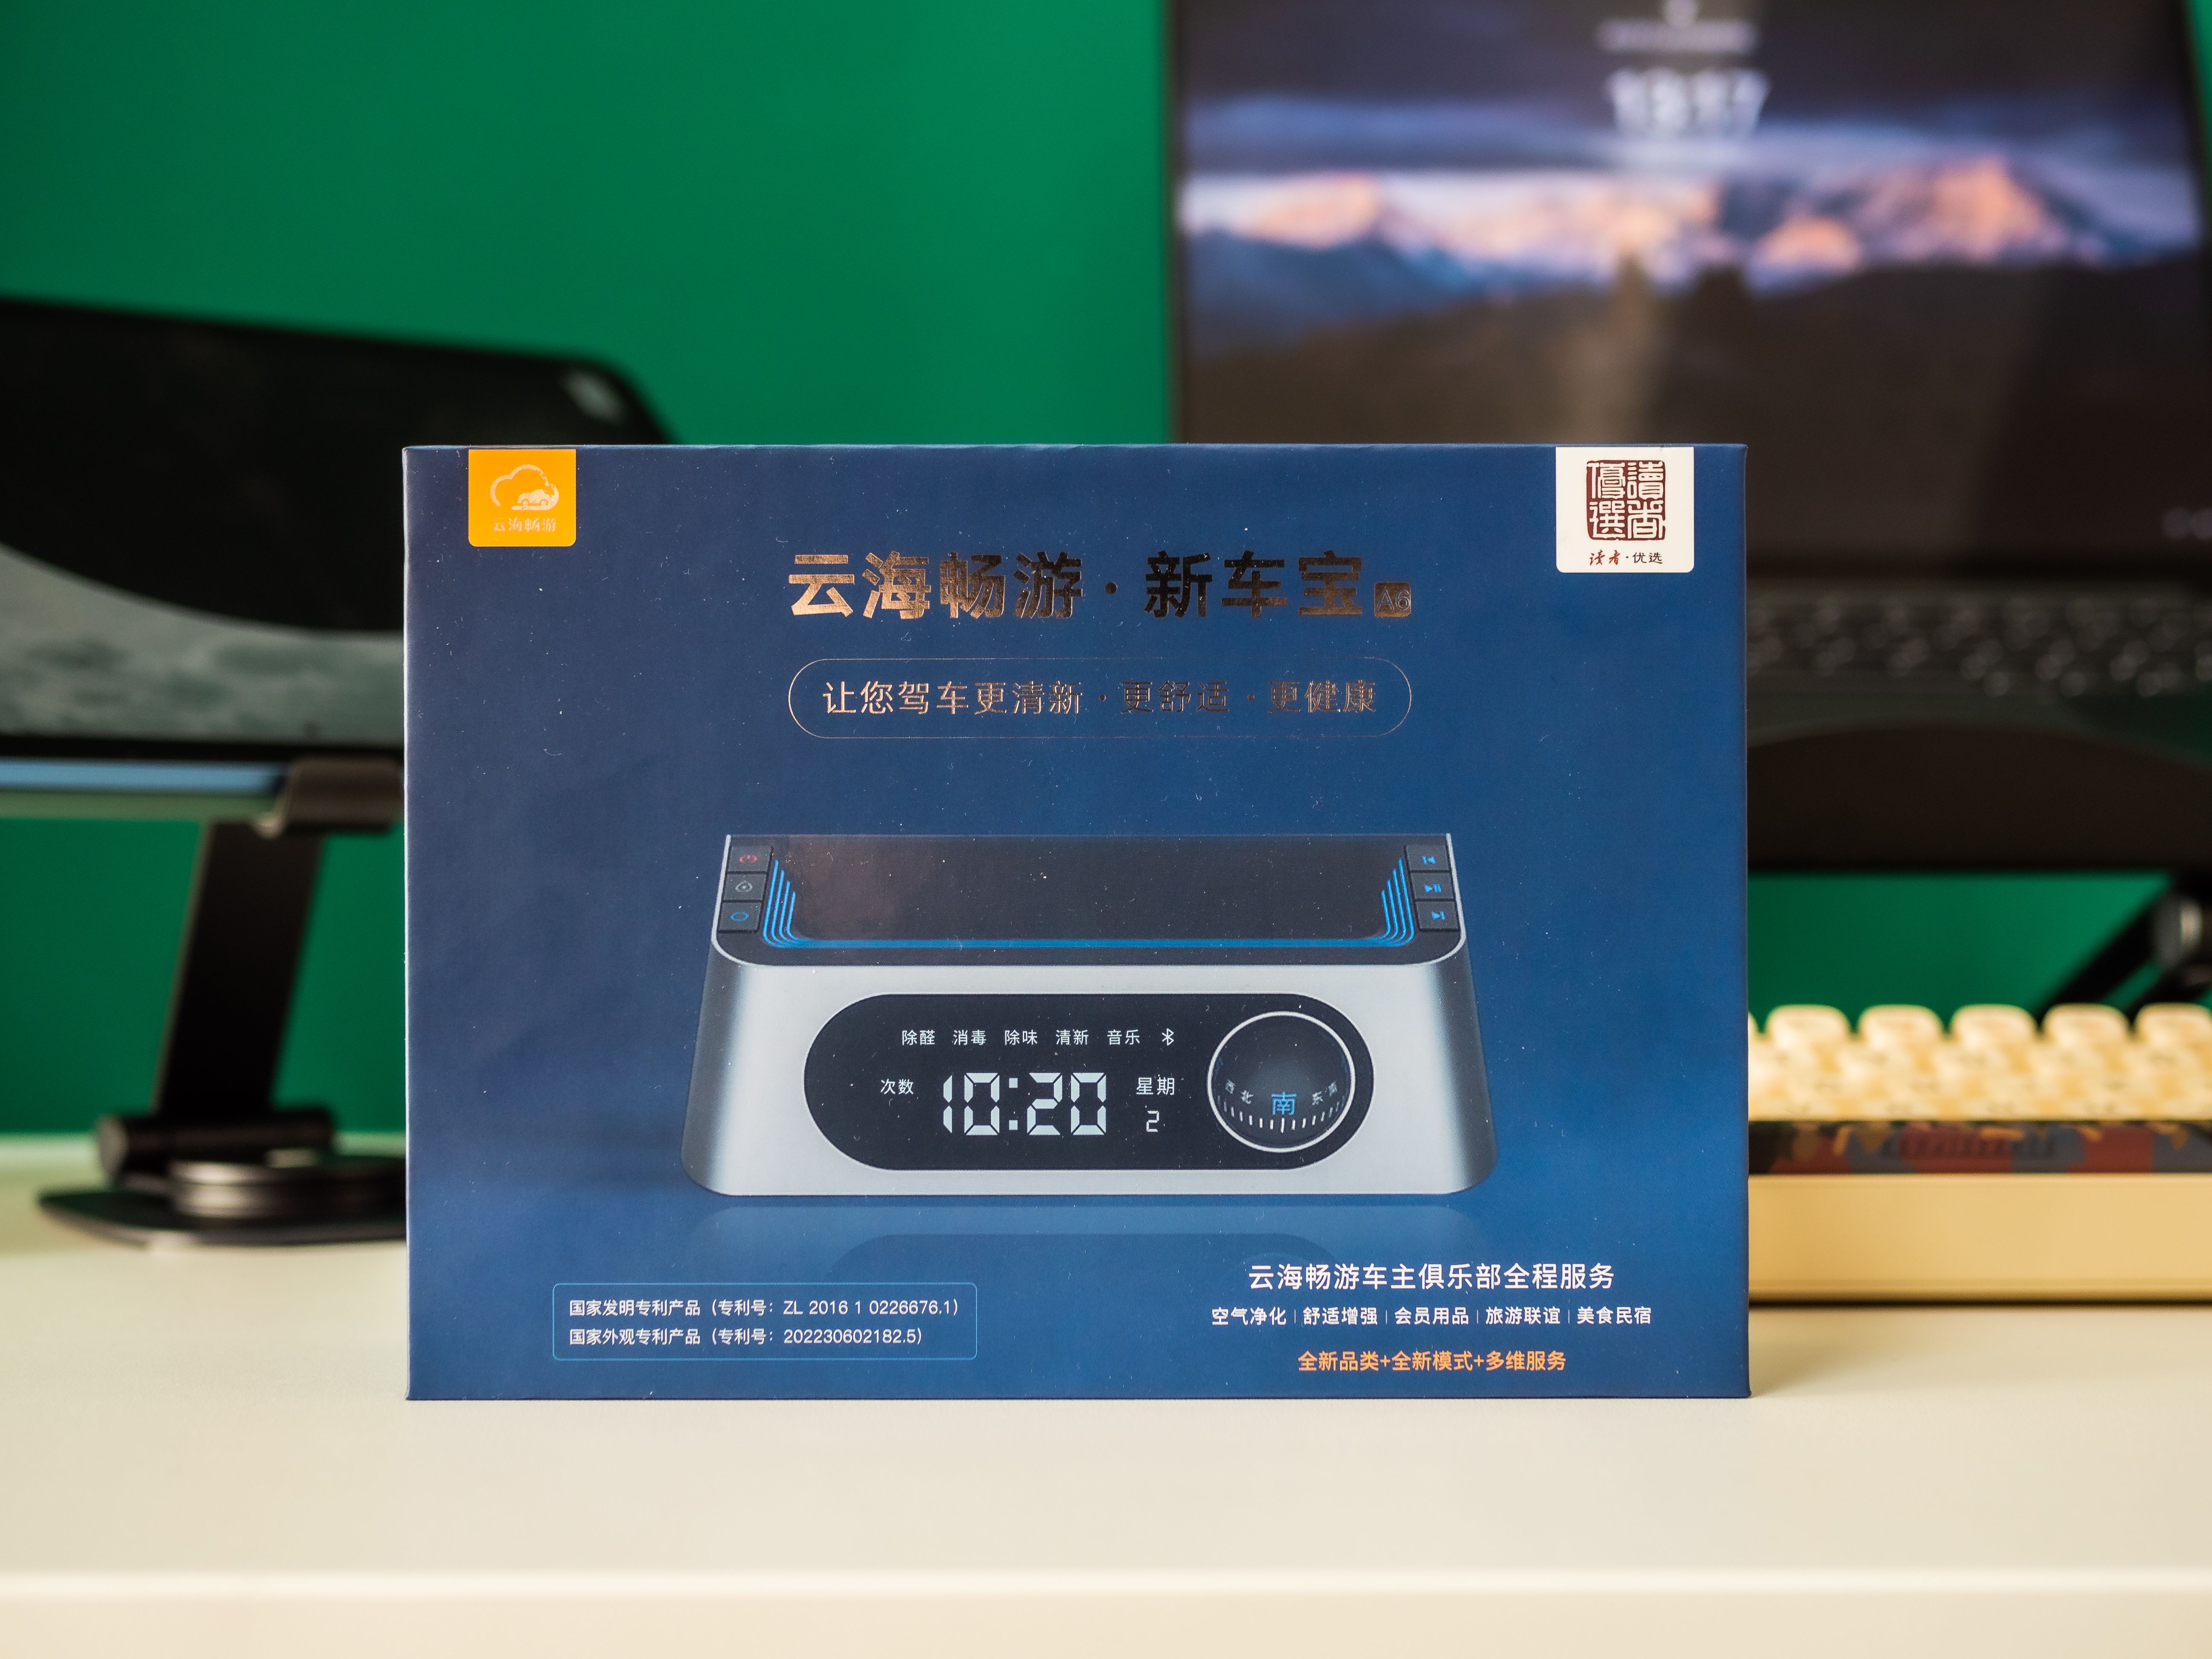 云海畅游
讀者優選
读者·优选
云海畅游·新车宝A6
让您驾车更清新·更舒适·更健康
除醛 消毒 除味 清新 音乐
次数 10:20 星期
2
西 北 南 东 南
国家发明专利产品（专利号：ZL 2016 1 0226676.1）
国家外观专利产品（专利号：202230602182.5）
云海畅游车主俱乐部全程服务
空气净化|舒适增强|会员用品|旅游联谊|美食民宿
全新品类+全新模式+多维服务